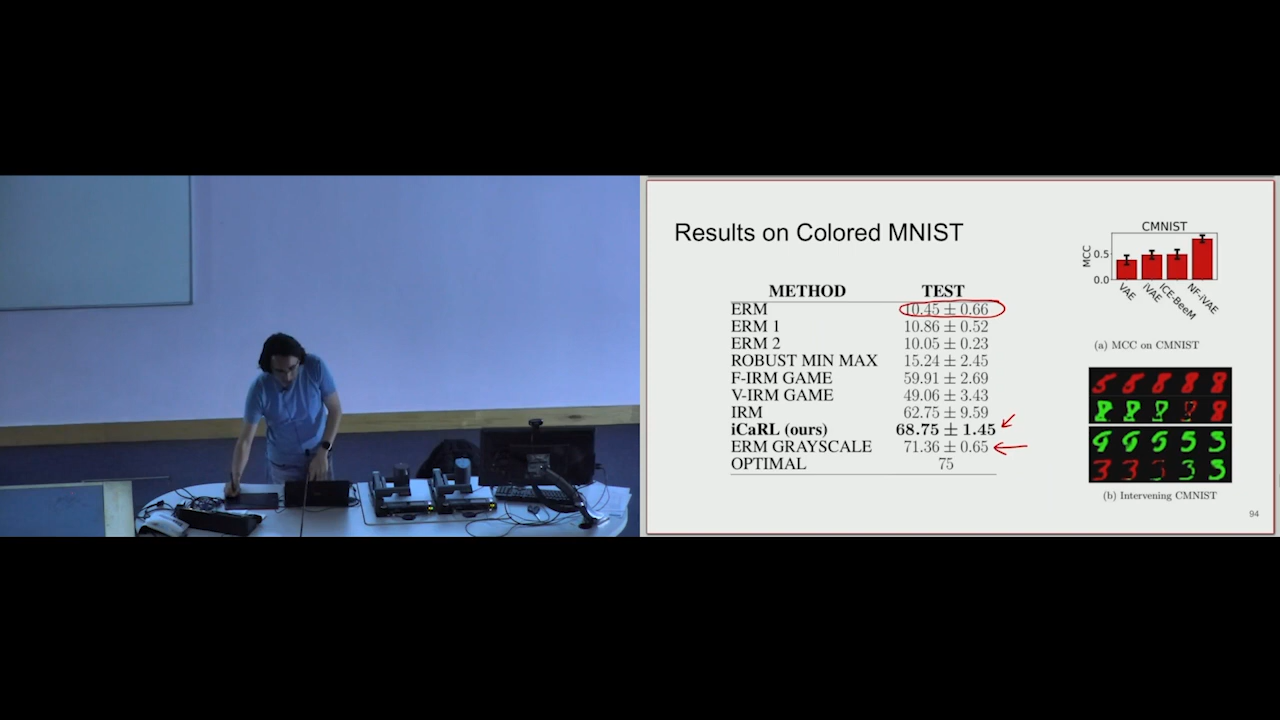 Results on Colored MNIST
METHOD TEST
ERM 10.45 ± 0.66
ERM 1 10.86 ± 0.52
ERM 2 10.05 ± 0.23
ROBUST MIN MAX 15.24 ± 2.45
F-IRM GAME 59.91 ± 2.69
V-IRM GAME 49.06 ± 3.43
IRM 62.75 ± 9.59
iCaRL (ours) 68.75 ± 1.45
ERM GRAYSCALE 71.36 ± 0.65
OPTIMAL 75
CMNIST
MCC
0.5
0.0
VAE
iVAE
ICE-BeeM
NF-iVAE
(a) MCC on CMNIST
(b) Intervening CMNIST
94